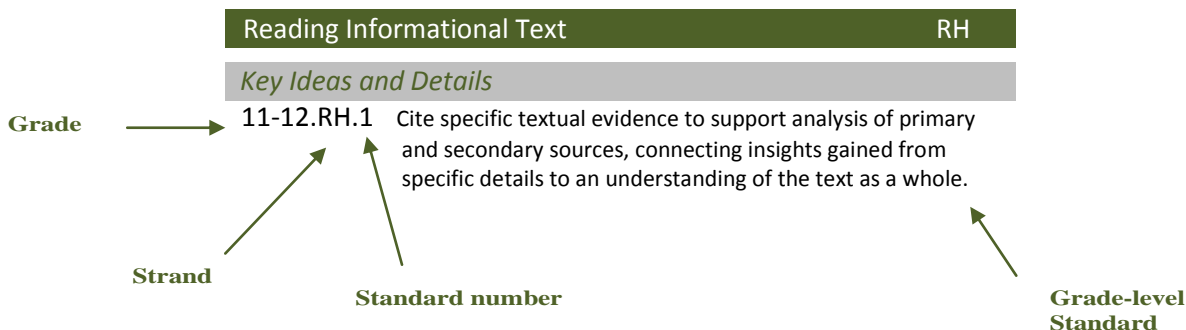 Reading Informational Text RH
Key Ideas and Details
Grade
11-12.RH.1 Cite specific textual evidence to support analysis of primary
and secondary sources, connecting insights gained from
specific details to an understanding of the text as a whole.
Strand
Standard number
Grade-level
Standard